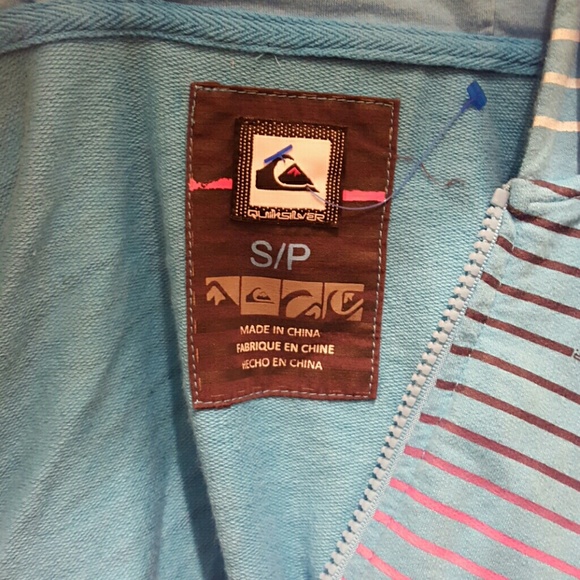 QUIKSILVER
S/P
MADE IN CHINA
FABRIQUE EN CHINE
HECHO EN CHINA